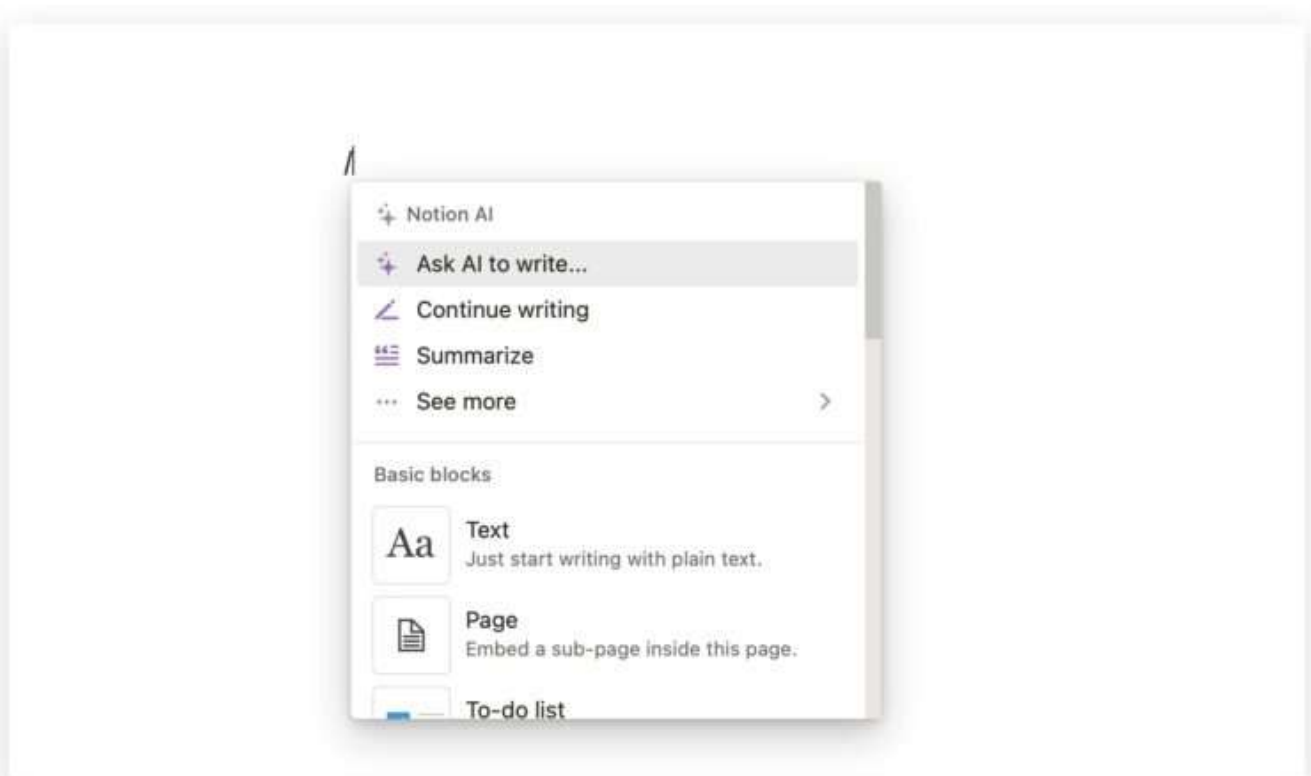 /
Notion AI
Ask AI to write...
Continue writing
Summarize
See more
Basic blocks
Aa
Text
Just start writing with plain text.
Page
Embed a sub-page inside this page.
To-do list